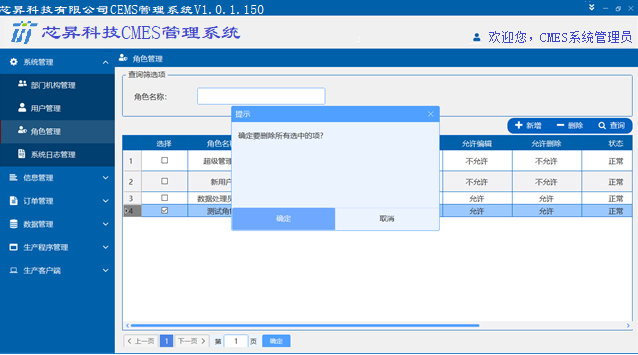 芯昇科技有限公司CEMS管理系统V1.0.1.150
芯昇科技CMES管理系统
欢迎您，CMES系统管理员
系统管理
部门机构管理
用户管理
角色管理
系统日志管理
信息管理
订单管理
数据管理
生产程序管理
生产客户端
角色管理
查询筛选项
角色名称：
新增 删除 查询
选择 角色名 允许编辑 允许删除 状态
1 超级管理 不允许 不允许 正常
2 新用户 不允许 不允许 正常
3 数据处理员 允许 允许 正常
4 测试角 允许 允许 正常
提示
确定要删除所有选中的项?
确定 取消
上一页 1 下一页 第 1 页 确定